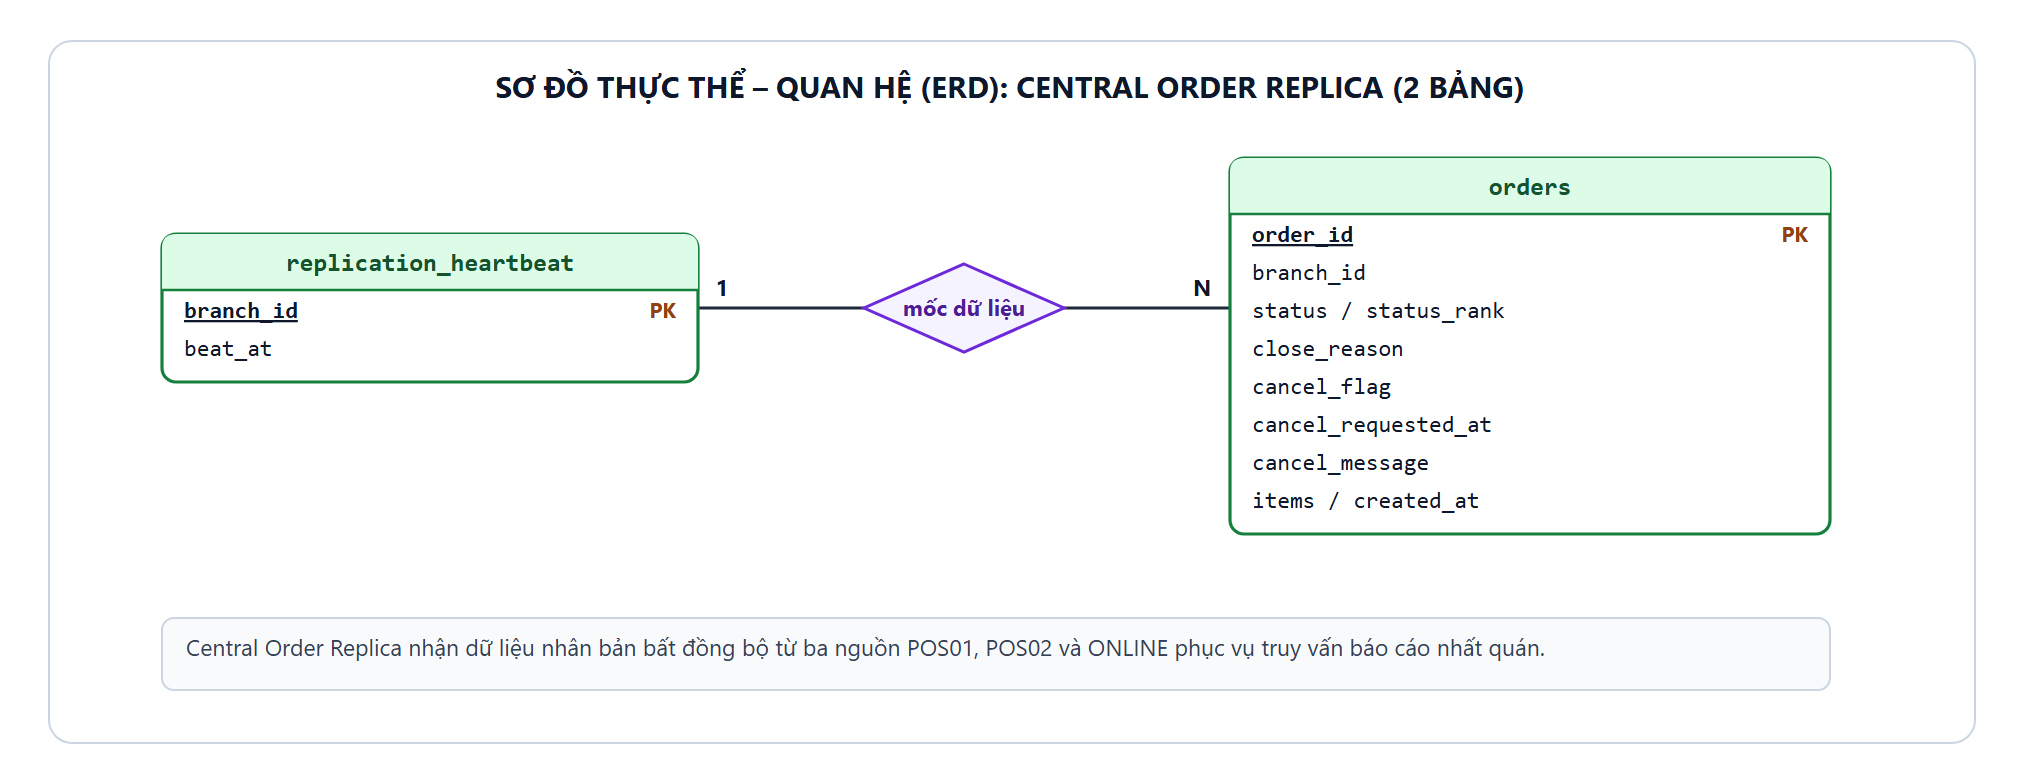 SƠ ĐỒ THỰC THỂ – QUAN HỆ (ERD): CENTRAL ORDER REPLICA (2 BẢNG)
replication_heartbeat
branch_id PK
beat_at
1
mốc dữ liệu
N
orders
order_id PK
branch_id
status / status_rank
close_reason
cancel_flag
cancel_requested_at
cancel_message
items / created_at
Central Order Replica nhận dữ liệu nhân bản bất đồng bộ từ ba nguồn POS01, POS02 và ONLINE phục vụ truy vấn báo cáo nhất quán.